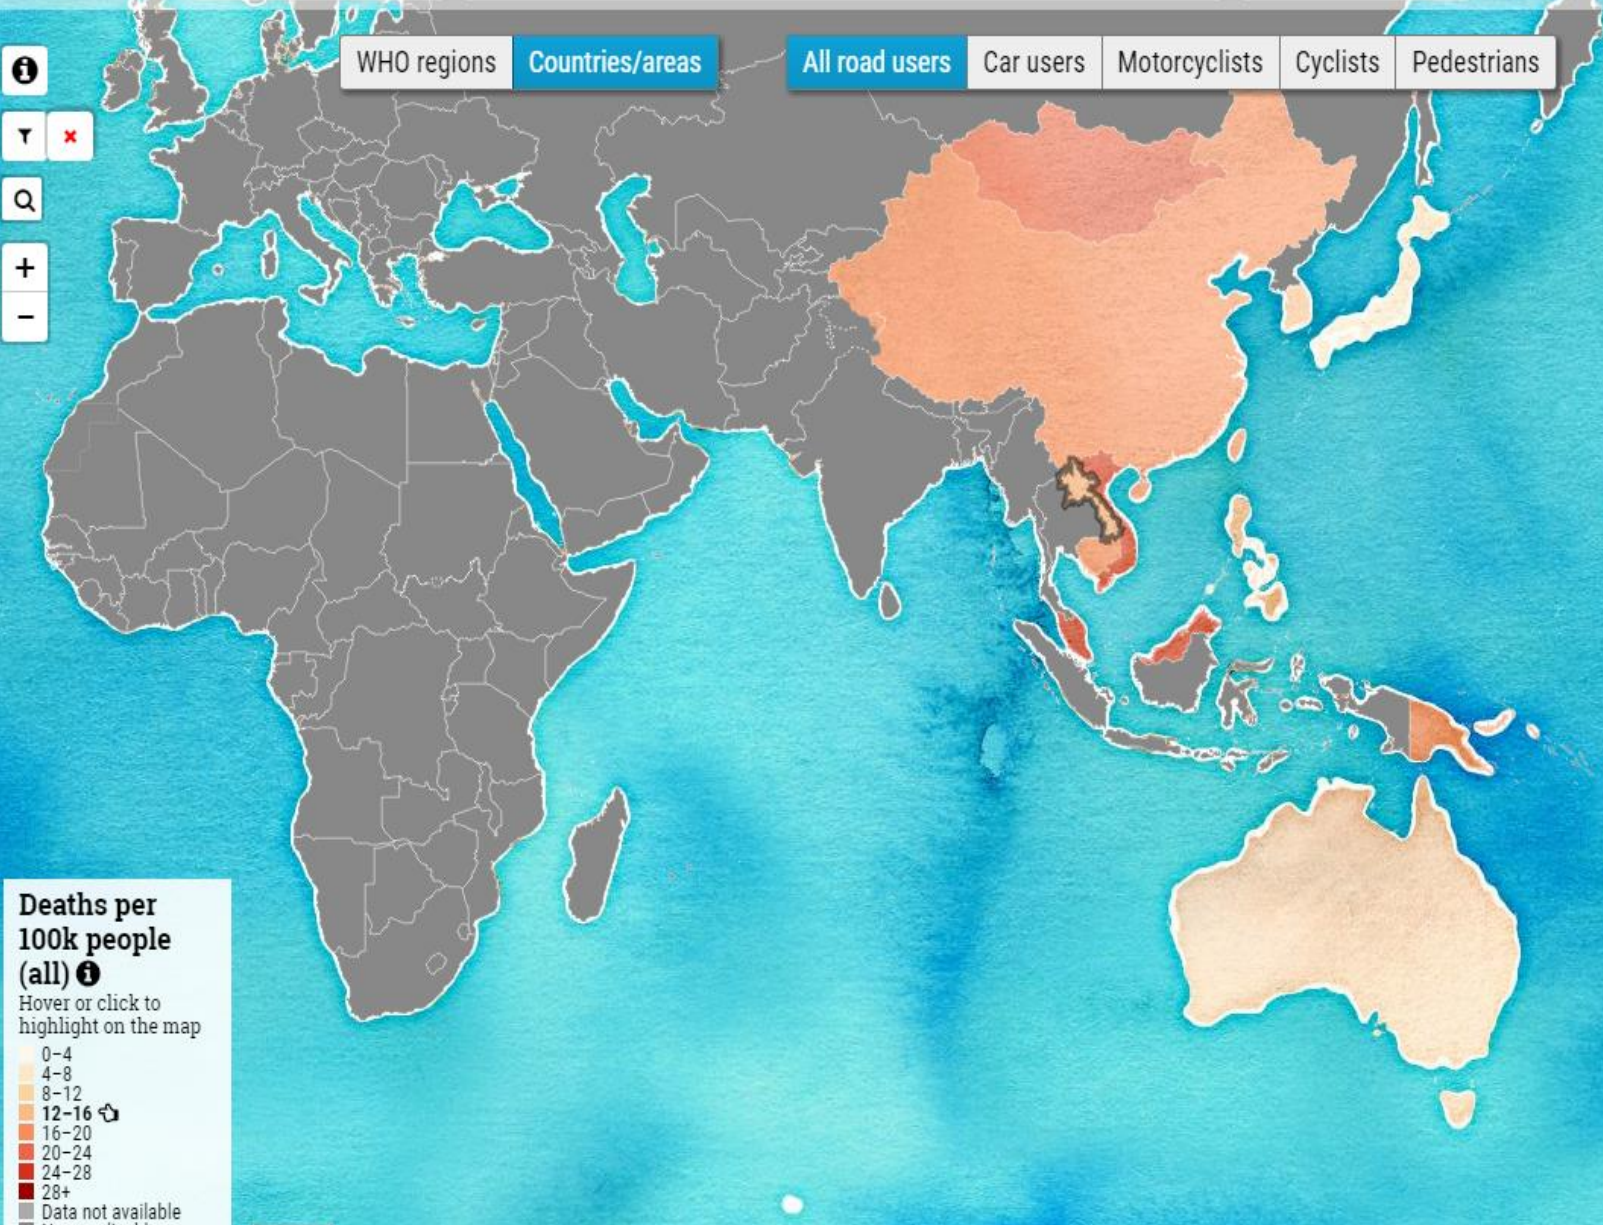 WHO regions
Countries/areas
All road users
Car users
Motorcyclists
Cyclists
Pedestrians
+
−
Deaths per
100k people
(all)
Hover or click to
highlight on the map
0–4
4–8
8–12
12–16
16–20
20–24
24–28
28+
Data not available